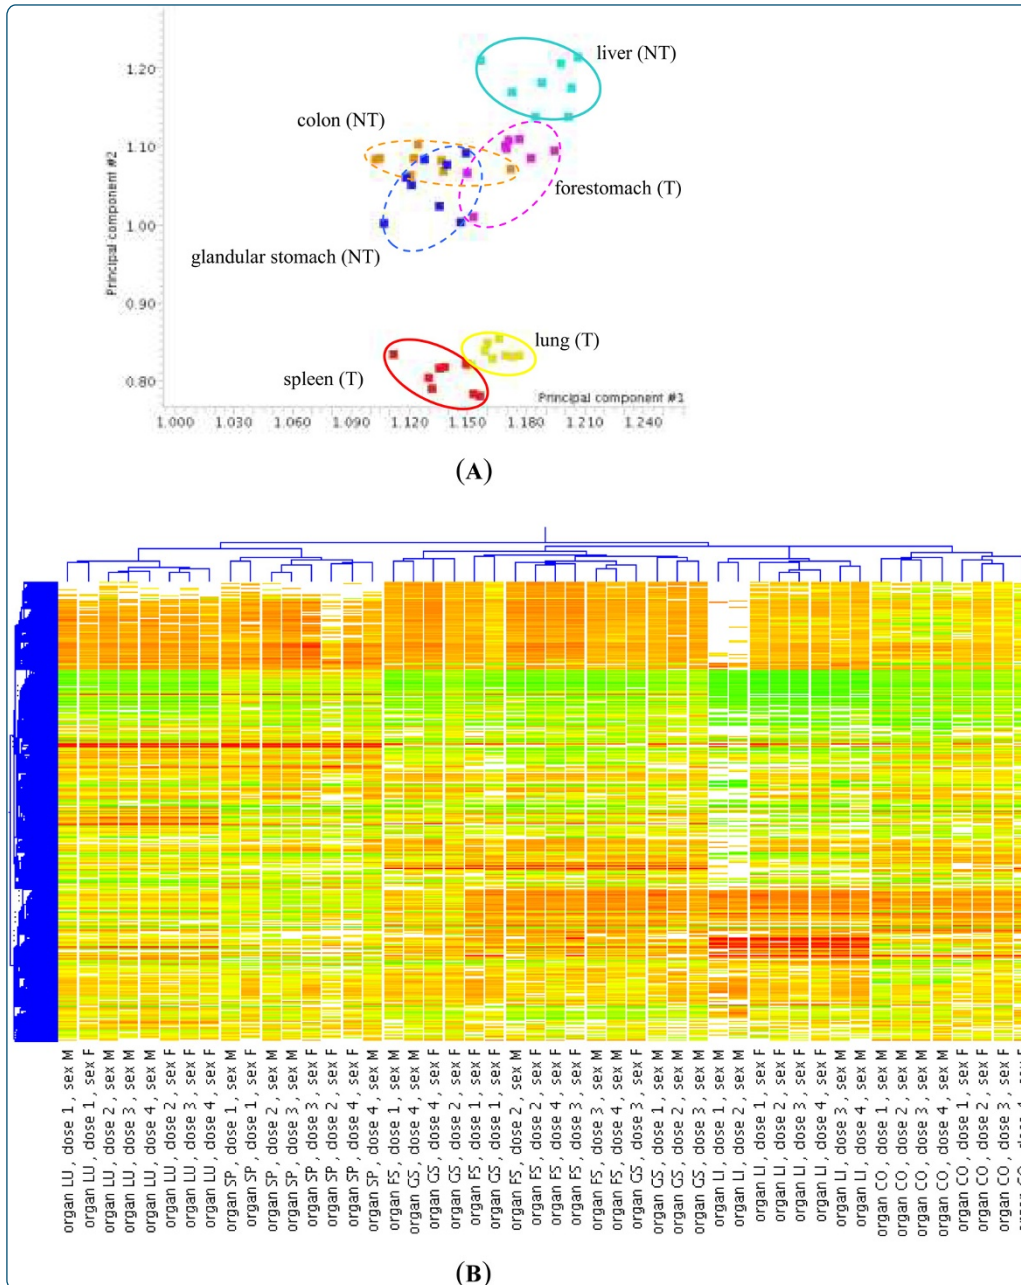 liver (NT)
1.20
colon (NT)
1.10
Principal component #2
forestomach (T)
1.00
glandular stomach (NT)
0.90
lung (T)
spleen (T)
0.80
Principal component #1
1.000 1.030 1.060 1.090 1.120 1.150 1.180 1.210 1.240
(A)
organ LU , dose 1 , sex M
organ LU , dose 1 , sex F
organ LU , dose 2 , sex M
organ LU , dose 3 , sex M
organ LU , dose 4 , sex M
organ LU , dose 2 , sex F
organ LU , dose 3 , sex F
organ LU , dose 4 , sex F
organ SP , dose 1 , sex M
organ SP , dose 1 , sex F
organ SP , dose 2 , sex M
organ SP , dose 3 , sex M
organ SP , dose 3 , sex F
organ SP , dose 2 , sex F
organ SP , dose 4 , sex F
organ SP , dose 4 , sex M
organ FS , dose 1 , sex M
organ GS , dose 4 , sex M
organ GS , dose 4 , sex F
organ GS , dose 2 , sex F
organ FS , dose 1 , sex F
organ GS , dose 1 , sex F
organ FS , dose 2 , sex M
organ FS , dose 2 , sex F
organ FS , dose 4 , sex F
organ FS , dose 3 , sex F
organ FS , dose 3 , sex M
organ FS , dose 4 , sex M
organ GS , dose 3 , sex F
organ GS , dose 1 , sex M
organ GS , dose 2 , sex M
organ GS , dose 3 , sex M
organ LI , dose 1 , sex M
organ LI , dose 2 , sex M
organ LI , dose 1 , sex F
organ LI , dose 2 , sex F
organ LI , dose 3 , sex F
organ LI , dose 4 , sex F
organ LI , dose 3 , sex M
organ LI , dose 4 , sex M
organ CO , dose 1 , sex M
organ CO , dose 2 , sex M
organ CO , dose 3 , sex M
organ CO , dose 4 , sex M
organ CO , dose 1 , sex F
organ CO , dose 2 , sex F
organ CO , dose 3 , sex F
(B)